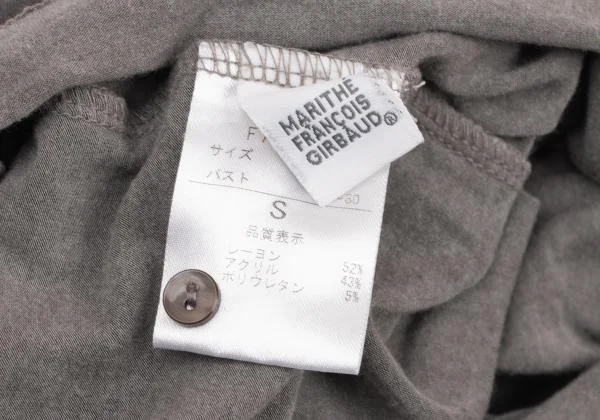 MARITHÉ
FRANÇOIS
GIRBAUD®
サイズ
バスト
S
品質表示
レーヨン 52%
アクリル 43%
ポリウレタン 5%